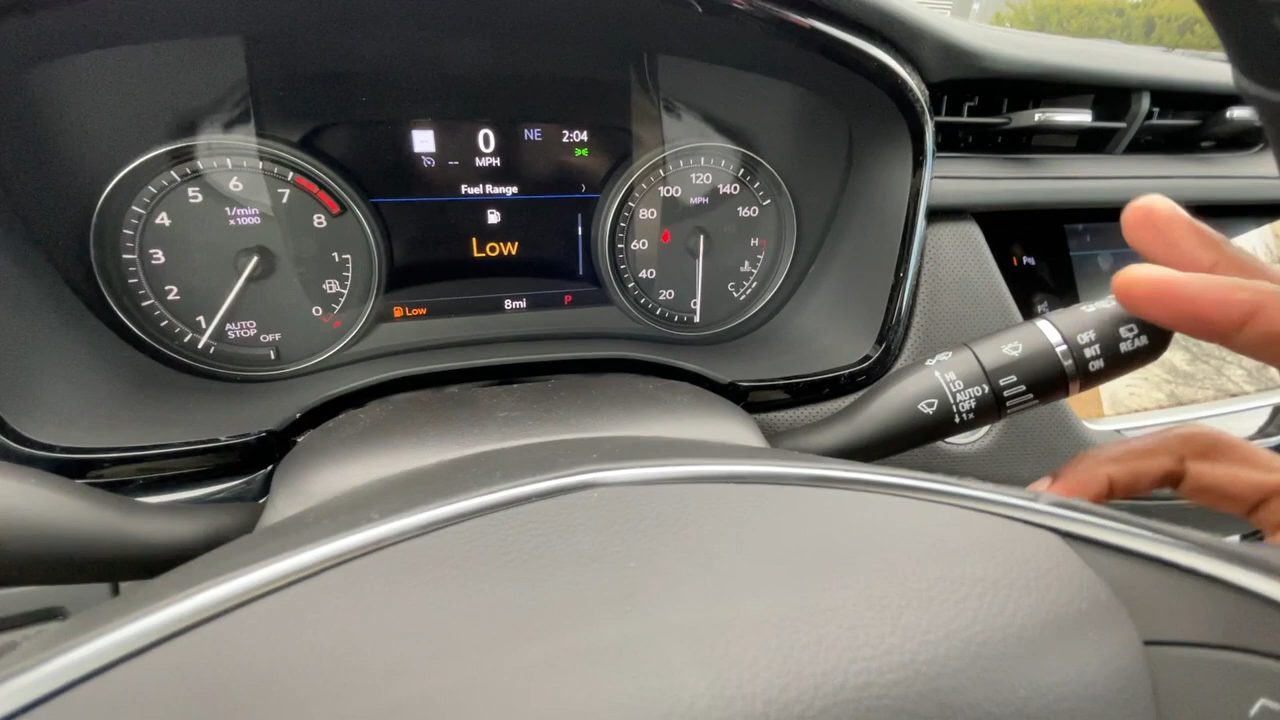 0
NE
2:04
--
MPH
Fuel Range
Low
Low
8mi
P
1
2
3
4
5
6
7
8
1/min
x1000
1
0
AUTO
STOP
OFF
0
20
40
60
80
100
120
140
160
MPH
H
C
HI
LO
AUTO
OFF
1x
OFF
INT
ON
REAR